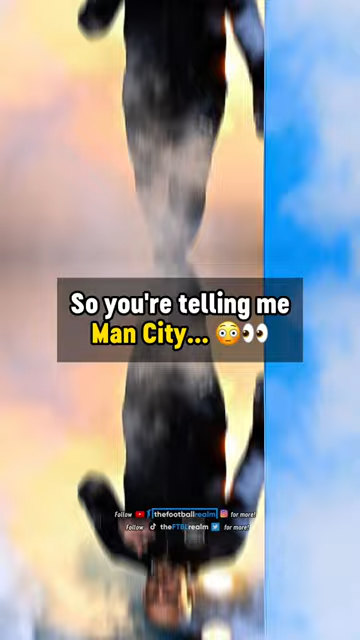 So you're telling me
Man City... 😳👀
Follow thefootballrealm for more!
Follow theFTBLrealm for more!